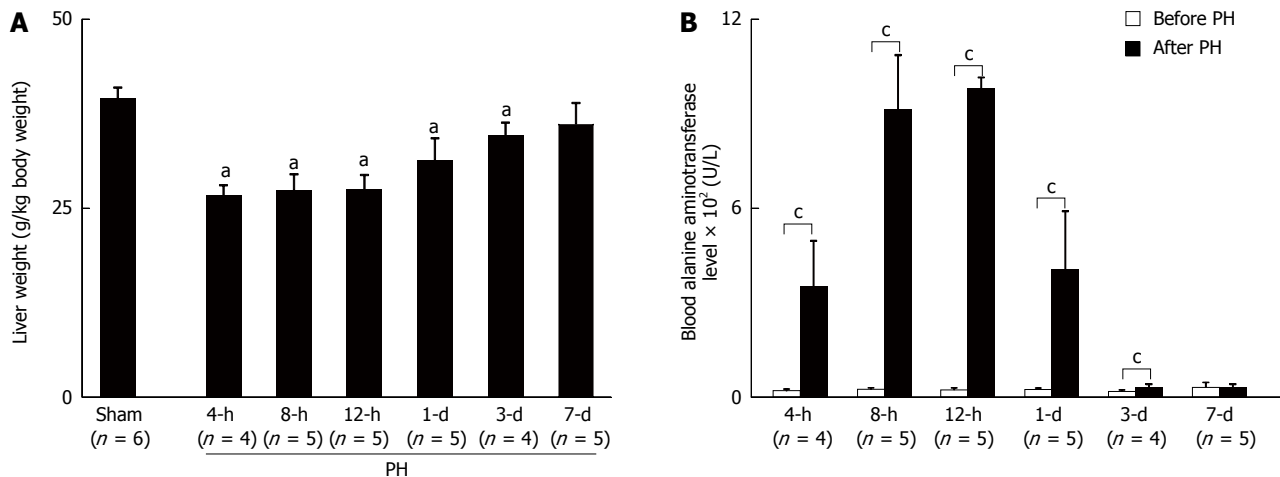 A
Liver weight (g/kg body weight)
50
25
0
a
a
a
a
a
Sham
4-h
8-h
12-h
1-d
3-d
7-d
(n = 6)
(n = 4)
(n = 5)
(n = 5)
(n = 5)
(n = 4)
(n = 5)
PH
B
Blood alanine aminotransferase
level × 10² (U/L)
12
6
0
Before PH
After PH
c
c
c
c
c
4-h
8-h
12-h
1-d
3-d
7-d
(n = 4)
(n = 5)
(n = 5)
(n = 5)
(n = 4)
(n = 5)